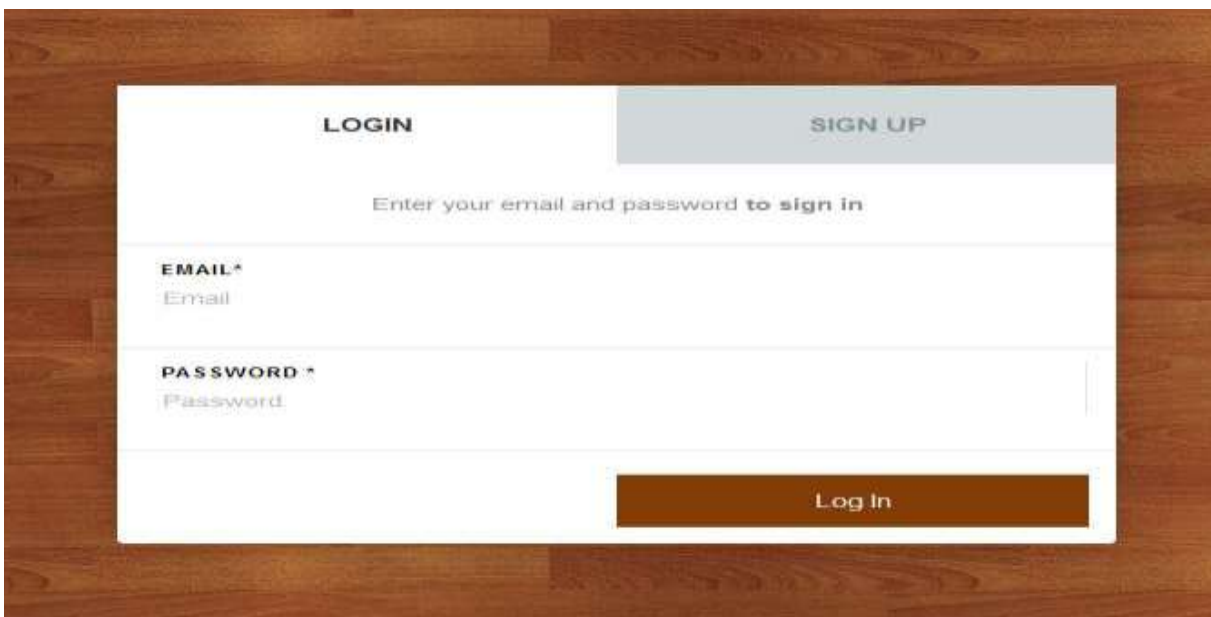 LOGIN
SIGN UP
Enter your email and password to sign in
EMAIL*
Email
PASSWORD *
Password
Log In